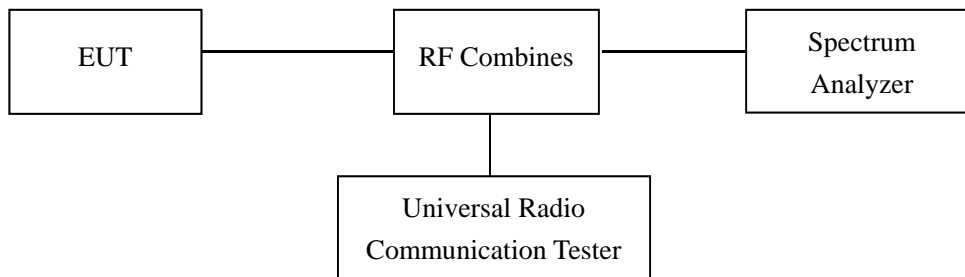 EUT
RF Combines
Spectrum
Analyzer
Universal Radio
Communication Tester